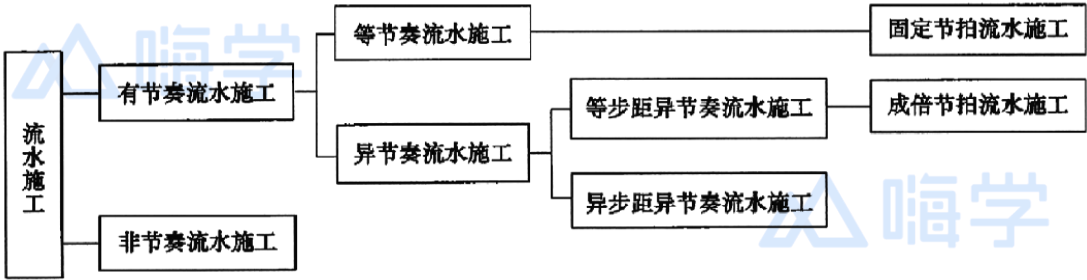 嗨学
嗨学
流水施工
有节奏流水施工
非节奏流水施工
等节奏流水施工
异节奏流水施工
等步距异节奏流水施工
异步距异节奏流水施工
固定节拍流水施工
成倍节拍流水施工